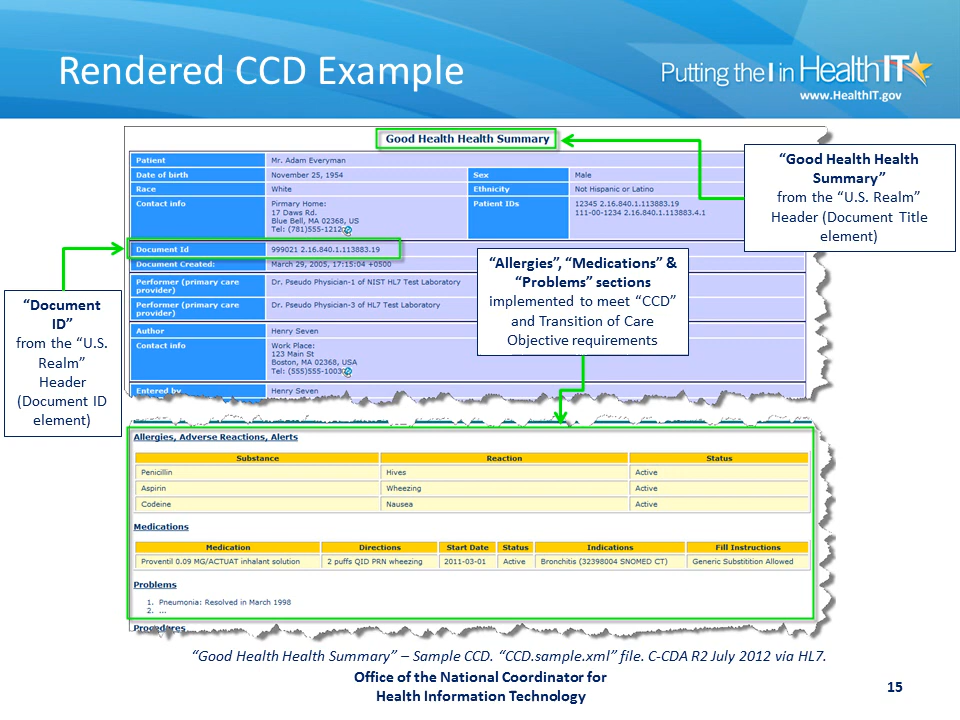 Rendered CCD Example
Putting the I in HealthIT
www.HealthIT.gov
Good Health Health Summary
Patient Mr. Adam Everyman
Date of birth November 25, 1954 Sex Male
Race White Ethnicity Not Hispanic or Latino
Contact info Pirmary Home: Patient IDs 12345 2.16.840.1.113883.19
17 Daws Rd. 111-00-1234 2.16.840.1.113883.4.1
Blue Bell, MA 02368, US
Tel: (781)555-1212
Document Id 999021 2.16.840.1.113883.19
Document Created: March 29, 2005, 17:15:04 +0500
Performer (primary care Dr. Pseudo Physician-1 of NIST HL7 Test Laboratory
provider)
Performer (primary care Dr. Pseudo Physician-3 of HL7 Test Laboratory
provider)
Author Henry Seven
Contact info Work Place:
123 Main St
Boston, MA 02368, USA
Tel: (555)555-1003
Entered by Henry Seven
“Good Health Health
Summary”
from the “U.S. Realm”
Header (Document Title
element)
“Document
ID”
from the “U.S.
Realm”
Header
(Document ID
element)
“Allergies”, “Medications” &
“Problems” sections
implemented to meet “CCD”
and Transition of Care
Objective requirements
Allergies, Adverse Reactions, Alerts
Substance Reaction Status
Penicillin Hives Active
Aspirin Wheezing Active
Codeine Nausea Active
Medications
Medication Directions Start Date Status Indications Fill Instructions
Proventil 0.09 MG/ACTUAT inhalant solution 2 puffs QID PRN wheezing 2011-03-01 Active Bronchitis (32398004 SNOMED CT) Generic Substitition Allowed
Problems
1. Pneumonia: Resolved in March 1998
2. ...
Procedures
“Good Health Health Summary” – Sample CCD. “CCD.sample.xml” file. C-CDA R2 July 2012 via HL7.
Office of the National Coordinator for
Health Information Technology
15